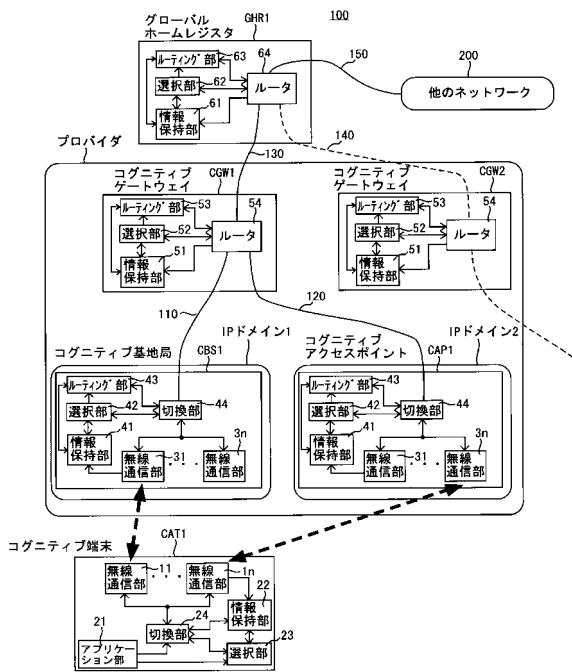 100
グローバル
ホームレジスタ
GHR1
ルーティング部
63
64
選択部
62
ルータ
61
情報
保持部
150
200
他のネットワーク
130
140
プロバイダ
コグニティブ
ゲートウェイ
CGW1
ルーティング部
53
54
選択部
52
ルータ
51
情報
保持部
コグニティブ
ゲートウェイ
CGW2
ルーティング部
53
54
選択部
52
ルータ
51
情報
保持部
110
120
IPドメイン1
コグニティブ基地局
CBS1
ルーティング部
43
44
選択部
42
切換部
41
情報
保持部
31
無線
通信部
3n
無線
通信部
IPドメイン2
コグニティブ
アクセスポイント
CAP1
ルーティング部
43
44
選択部
42
切換部
41
情報
保持部
31
無線
通信部
3n
無線
通信部
コグニティブ端末
CAT1
11
無線
通信部
1n
無線
通信部
22
情報
保持部
24
切換部
21
アプリケー
ション部
23
選択部